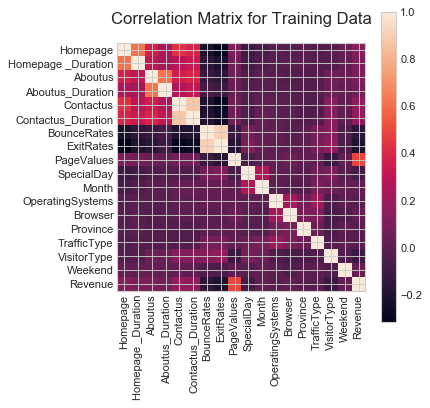 Correlation Matrix for Training Data
Homepage
Homepage _Duration
Aboutus
Aboutus_Duration
Contactus
Contactus_Duration
BounceRates
ExitRates
PageValues
SpecialDay
Month
OperatingSystems
Browser
Province
TrafficType
VisitorType
Weekend
Revenue
Homepage
Homepage _Duration
Aboutus
Aboutus_Duration
Contactus
Contactus_Duration
BounceRates
ExitRates
PageValues
SpecialDay
Month
OperatingSystems
Browser
Province
TrafficType
VisitorType
Weekend
Revenue
1.0
0.8
0.6
0.4
0.2
0.0
−0.2